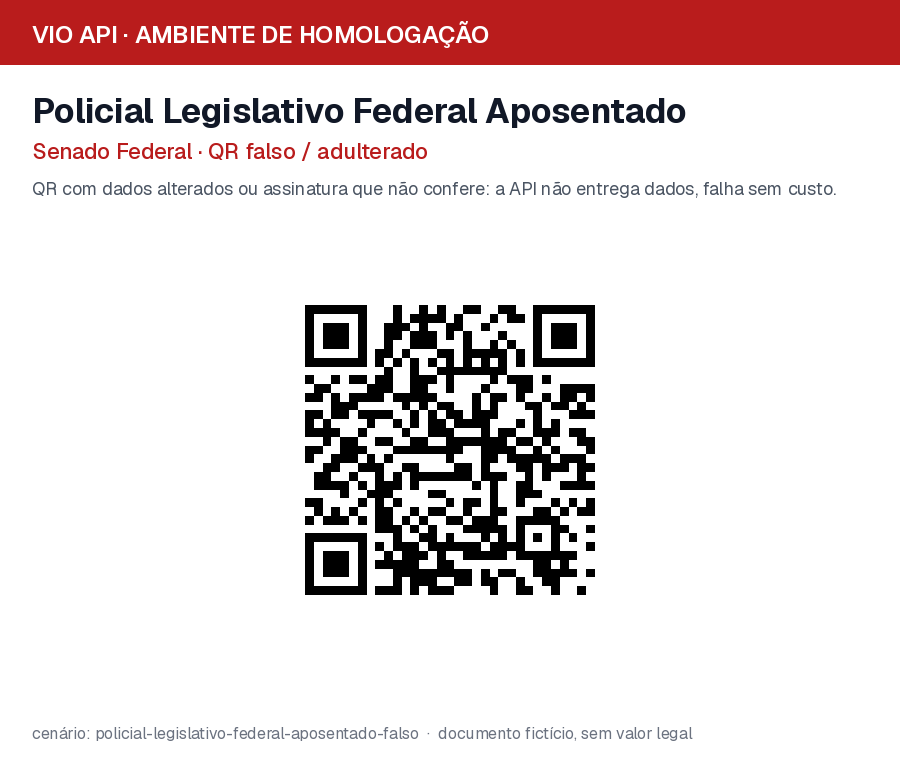 VIO API · AMBIENTE DE HOMOLOGAÇÃO
Policial Legislativo Federal Aposentado
Senado Federal · QR falso / adulterado
QR com dados alterados ou assinatura que não confere: a API não entrega dados, falha sem custo.
cenário: policial-legislativo-federal-aposentado-falso · documento fictício, sem valor legal